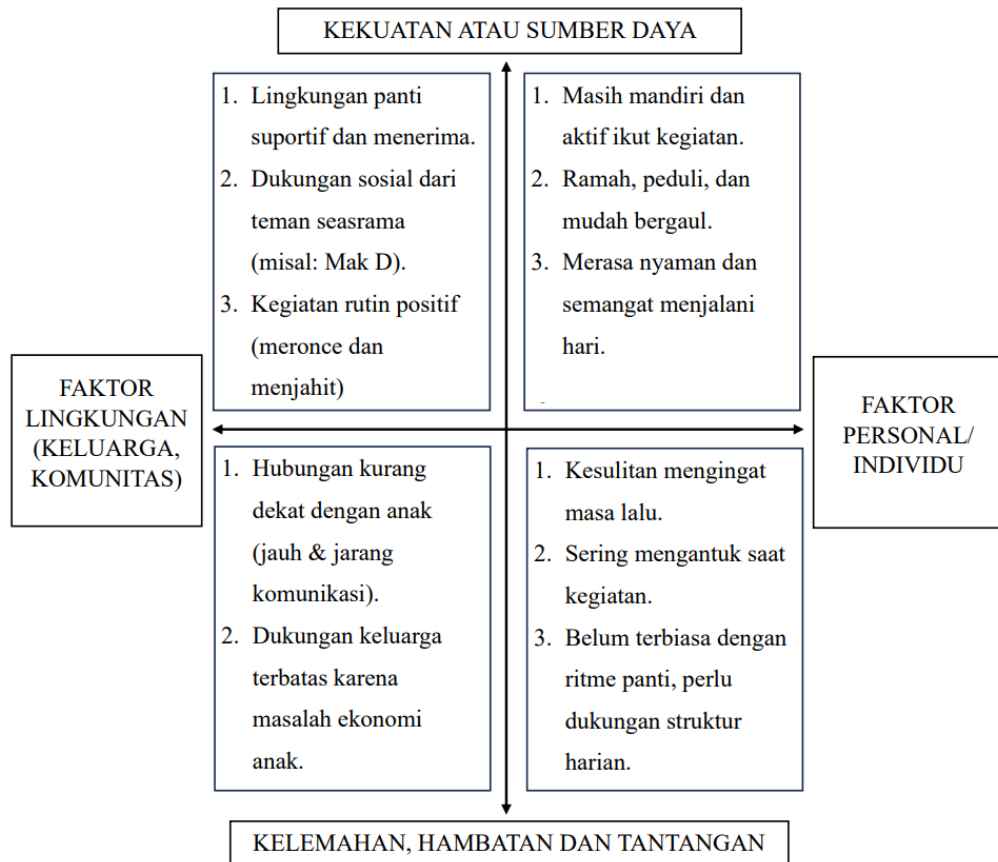 KEKUATAN ATAU SUMBER DAYA
1. Lingkungan panti
suportif dan menerima.
2. Dukungan sosial dari
teman seasrama
(misal: Mak D).
3. Kegiatan rutin positif
(meronce dan
menjahit)
1. Masih mandiri dan
aktif ikut kegiatan.
2. Ramah, peduli, dan
mudah bergaul.
3. Merasa nyaman dan
semangat menjalani
hari.
FAKTOR
LINGKUNGAN
(KELUARGA,
KOMUNITAS)
FAKTOR
PERSONAL/
INDIVIDU
1. Hubungan kurang
dekat dengan anak
(jauh & jarang
komunikasi).
2. Dukungan keluarga
terbatas karena
masalah ekonomi
anak.
1. Kesulitan mengingat
masa lalu.
2. Sering mengantuk saat
kegiatan.
3. Belum terbiasa dengan
ritme panti, perlu
dukungan struktur
harian.
KELEMAHAN, HAMBATAN DAN TANTANGAN